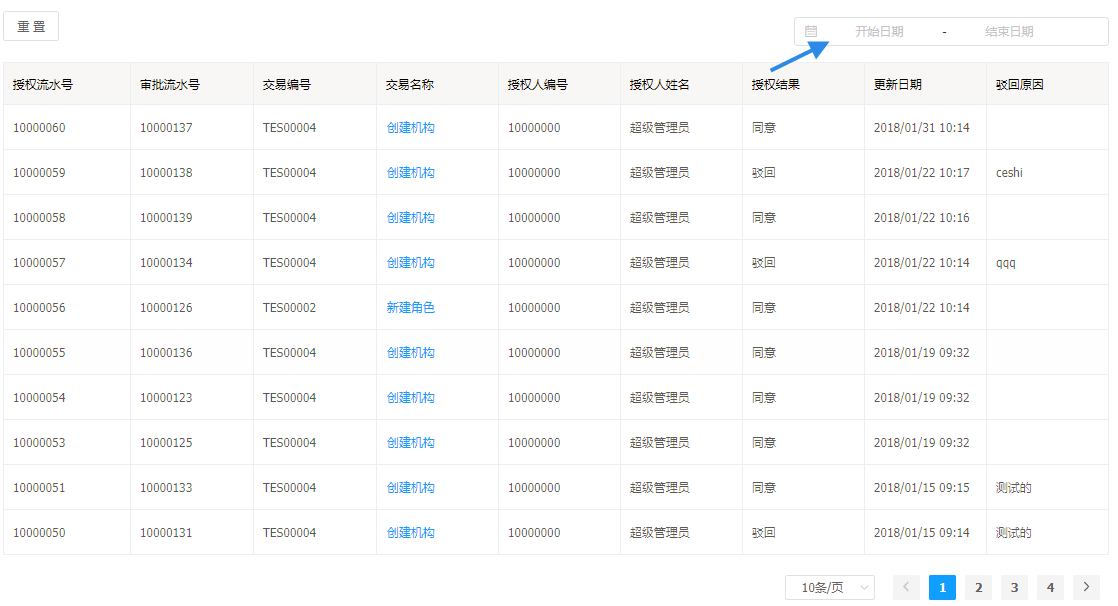 重 置
开始日期 - 结束日期
授权流水号 审批流水号 交易编号 交易名称 授权人编号 授权人姓名 授权结果 更新日期 驳回原因
10000060 10000137 TES00004 创建机构 10000000 超级管理员 同意 2018/01/31 10:14
10000059 10000138 TES00004 创建机构 10000000 超级管理员 驳回 2018/01/22 10:17 ceshi
10000058 10000139 TES00004 创建机构 10000000 超级管理员 同意 2018/01/22 10:16
10000057 10000134 TES00004 创建机构 10000000 超级管理员 驳回 2018/01/22 10:14 qqq
10000056 10000126 TES00002 新建角色 10000000 超级管理员 同意 2018/01/22 10:14
10000055 10000136 TES00004 创建机构 10000000 超级管理员 同意 2018/01/19 09:32
10000054 10000123 TES00004 创建机构 10000000 超级管理员 同意 2018/01/19 09:32
10000053 10000125 TES00004 创建机构 10000000 超级管理员 同意 2018/01/19 09:32
10000051 10000133 TES00004 创建机构 10000000 超级管理员 同意 2018/01/15 09:15 测试的
10000050 10000131 TES00004 创建机构 10000000 超级管理员 驳回 2018/01/15 09:14 测试的
10条/页 < 1 2 3 4 >